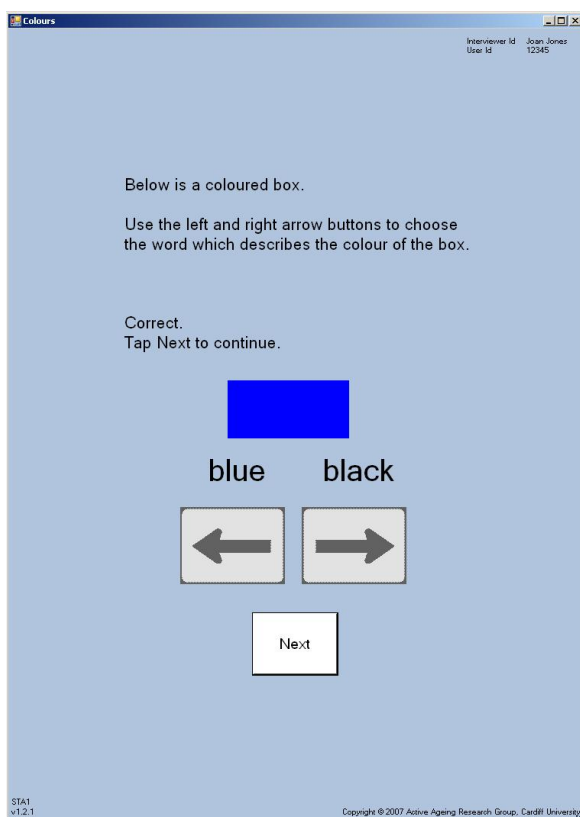 Colours
Interviewer Id Joan Jones
User Id 12345
Below is a coloured box.
Use the left and right arrow buttons to choose
the word which describes the colour of the box.
Correct.
Tap Next to continue.
blue black
Next
STA1
v1.2.1
Copyright © 2007 Active Ageing Research Group, Cardiff University